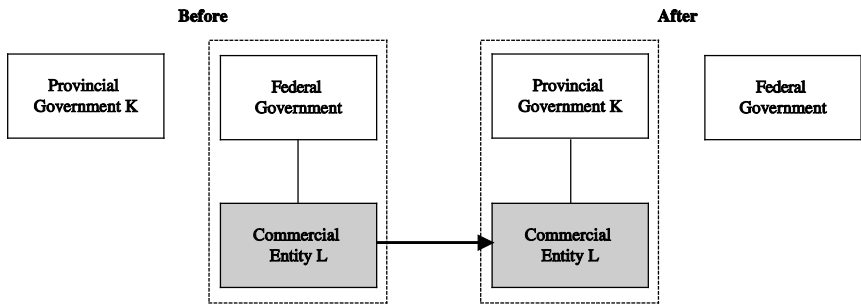 Before
After
Provincial
Government K
Federal
Government
Provincial
Government K
Federal
Government
Commercial
Entity L
Commercial
Entity L